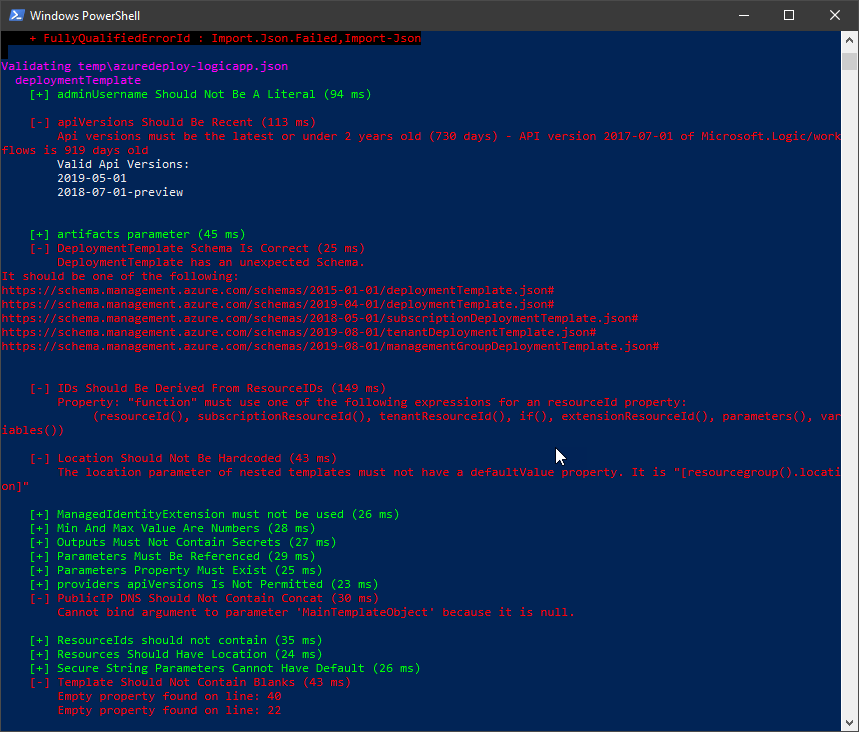 Windows PowerShell
+ FullyQualifiedErrorId : Import.Json.Failed,Import-Json
Validating temp\azuredeploy-logicapp.json
deploymentTemplate
[+] adminUsername Should Not Be A Literal (94 ms)
[-] apiVersions Should Be Recent (113 ms)
Api versions must be the latest or under 2 years old (730 days) - API version 2017-07-01 of Microsoft.Logic/work
flows is 919 days old
Valid Api Versions:
2019-05-01
2018-07-01-preview
[+] artifacts parameter (45 ms)
[-] DeploymentTemplate Schema Is Correct (25 ms)
DeploymentTemplate has an unexpected Schema.
It should be one of the following:
https://schema.management.azure.com/schemas/2015-01-01/deploymentTemplate.json#
https://schema.management.azure.com/schemas/2019-04-01/deploymentTemplate.json#
https://schema.management.azure.com/schemas/2018-05-01/subscriptionDeploymentTemplate.json#
https://schema.management.azure.com/schemas/2019-08-01/tenantDeploymentTemplate.json#
https://schema.management.azure.com/schemas/2019-08-01/managementGroupDeploymentTemplate.json#
[-] IDs Should Be Derived From ResourceIDs (149 ms)
Property: "function" must use one of the following expressions for an resourceId property:
(resourceId(), subscriptionResourceId(), tenantResourceId(), if(), extensionResourceId(), parameters(), var
iables())
[-] Location Should Not Be Hardcoded (43 ms)
The location parameter of nested templates must not have a defaultValue property. It is "[resourcegroup().locati
on]"
[+] ManagedIdentityExtension must not be used (26 ms)
[+] Min And Max Value Are Numbers (28 ms)
[+] Outputs Must Not Contain Secrets (27 ms)
[+] Parameters Must Be Referenced (29 ms)
[+] Parameters Property Must Exist (25 ms)
[+] providers apiVersions Is Not Permitted (23 ms)
[-] PublicIP DNS Should Not Contain Concat (30 ms)
Cannot bind argument to parameter 'MainTemplateObject' because it is null.
[+] ResourceIds should not contain (35 ms)
[+] Resources Should Have Location (24 ms)
[+] Secure String Parameters Cannot Have Default (26 ms)
[-] Template Should Not Contain Blanks (43 ms)
Empty property found on line: 40
Empty property found on line: 22